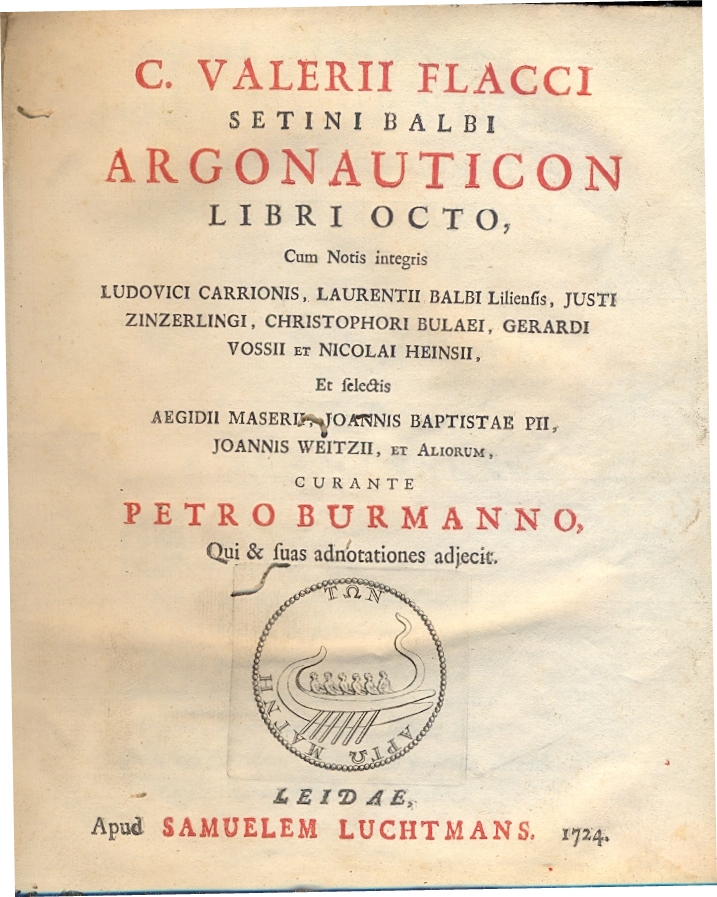 C. VALERII FLACCI
SETINI BALBI
ARGONAUTICON
LIBRI OCTO,
Cum Notis integris
LUDOVICI CARRIONIS, LAURENTII BALBI Lilienſis, JUSTI
ZINZERLINGI, CHRISTOPHORI BULAEI, GERARDI
VOSSII ET NICOLAI HEINSII,
Et ſelectis
AEGIDII MASERII, JOANNIS BAPTISTAE PII,
JOANNIS WEITZII, ET ALIORUM,
CURANTE
PETRO BURMANNO,
Qui & ſuas adnotationes adjecit.
ΤΩΝ
ΑΡΓΩ
ΜΑΓΝΗ
LEIDAE,
Apud SAMUELEM LUCHTMANS. 1724.